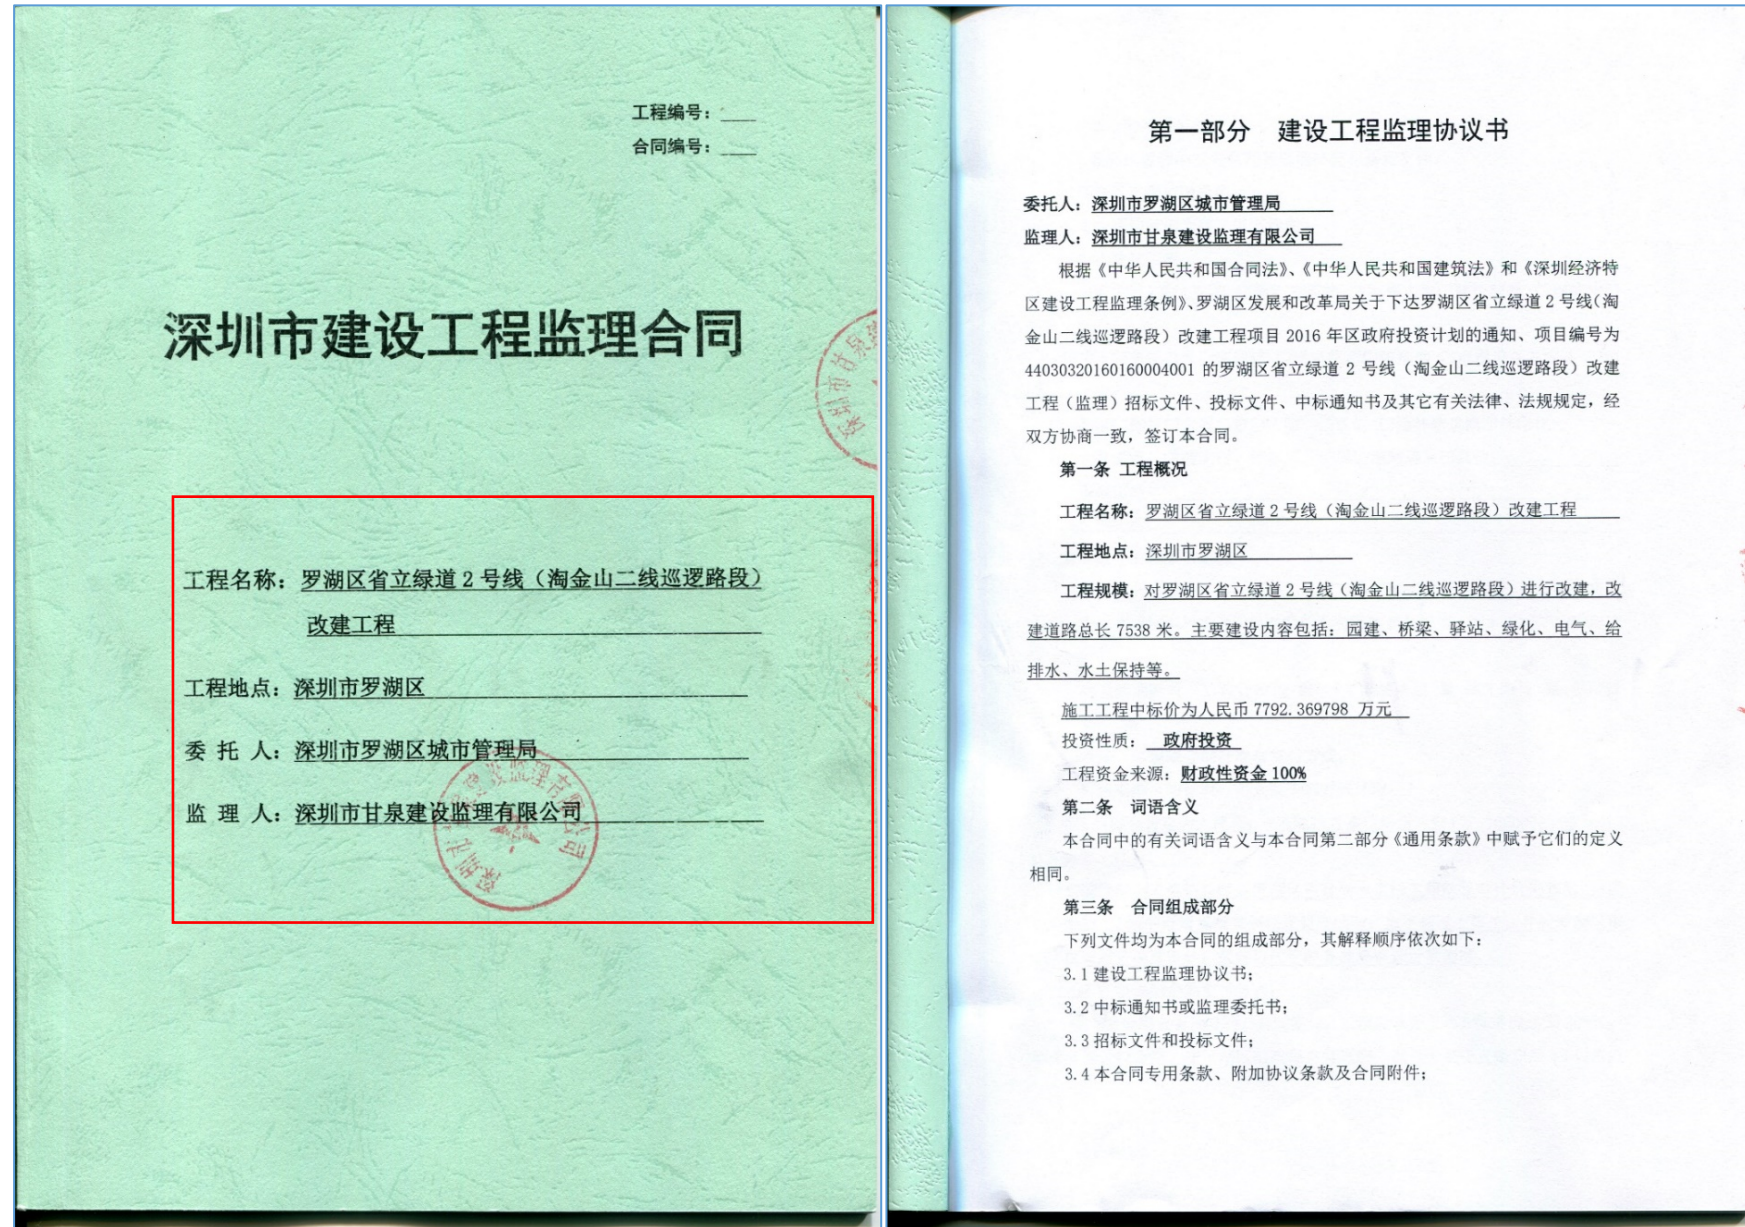 工程编号：
合同编号：
深圳市建设工程监理合同
工程名称：罗湖区省立绿道2号线（淘金山二线巡逻路段）
改建工程
工程地点：深圳市罗湖区
委 托 人：深圳市罗湖区城市管理局
监 理 人：深圳市甘泉建设监理有限公司
第一部分 建设工程监理协议书
委托人：深圳市罗湖区城市管理局
监理人：深圳市甘泉建设监理有限公司
根据《中华人民共和国合同法》、《中华人民共和国建筑法》和《深圳经济特
区建设工程监理条例》、罗湖区发展和改革局关于下达罗湖区省立绿道2号线（淘
金山二线巡逻路段）改建工程项目2016年区政府投资计划的通知、项目编号为
44030320160160004001的罗湖区省立绿道2号线（淘金山二线巡逻路段）改建
工程（监理）招标文件、投标文件、中标通知书及其它有关法律、法规规定，经
双方协商一致，签订本合同。
第一条 工程概况
工程名称：罗湖区省立绿道2号线（淘金山二线巡逻路段）改建工程
工程地点：深圳市罗湖区
工程规模：对罗湖区省立绿道2号线（淘金山二线巡逻路段）进行改建，改
建道路总长7538米。主要建设内容包括：园建、桥梁、驿站、绿化、电气、给
排水、水土保持等。
施工工程中标价为人民币7792.369798 万元
投资性质： 政府投资
工程资金来源：财政性资金100%
第二条 词语含义
本合同中的有关词语含义与本合同第二部分《通用条款》中赋予它们的定义
相同。
第三条 合同组成部分
下列文件均为本合同的组成部分，其解释顺序依次如下：
3.1建设工程监理协议书；
3.2中标通知书或监理委托书；
3.3招标文件和投标文件；
3.4本合同专用条款、附加协议条款及合同附件；